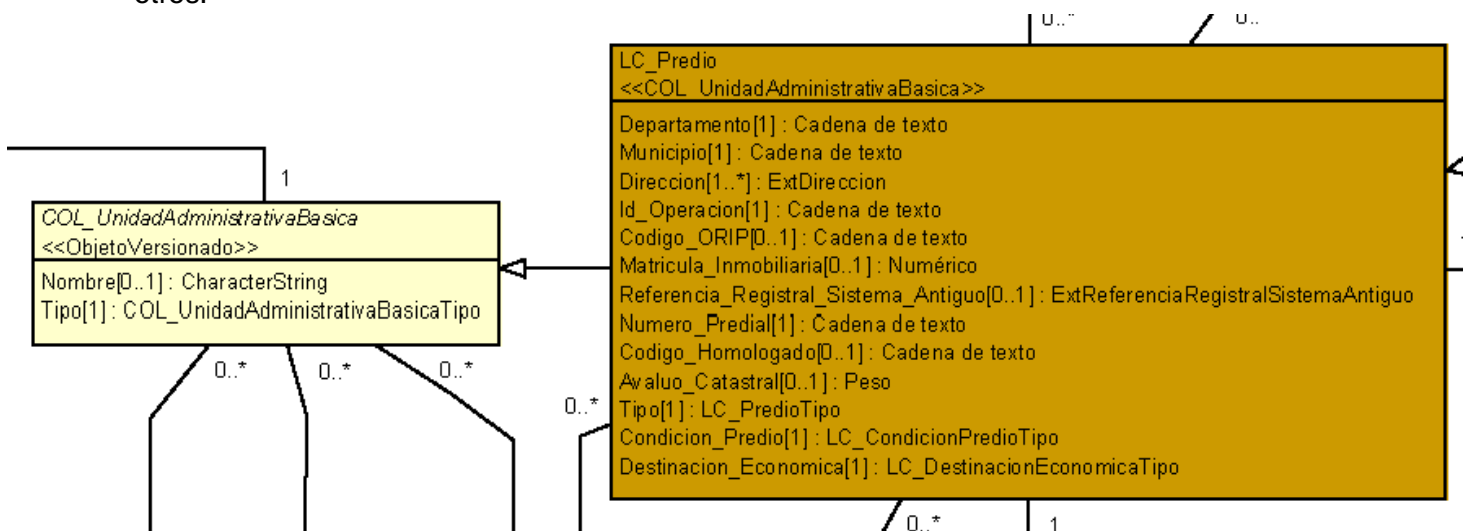 otros.
0..*
0..
1
COL_UnidadAdministrativaBasica
<<ObjetoVersionado>>
Nombre[0..1] : CharacterString
Tipo[1] : COL_UnidadAdministrativaBasicaTipo
0..*
0..*
0..*
LC_Predio
<<COL_UnidadAdministrativaBasica>>
Departamento[1] : Cadena de texto
Municipio[1] : Cadena de texto
Direccion[1..*] : ExtDireccion
Id_Operacion[1] : Cadena de texto
Codigo_ORIP[0..1] : Cadena de texto
Matricula_Inmobiliaria[0..1] : Numérico
Referencia_Registral_Sistema_Antiguo[0..1] : ExtReferenciaRegistralSistemaAntiguo
Numero_Predial[1] : Cadena de texto
Codigo_Homologado[0..1] : Cadena de texto
Avaluo_Catastral[0..1] : Peso
Tipo[1] : LC_PredioTipo
Condicion_Predio[1] : LC_CondicionPredioTipo
Destinacion_Economica[1] : LC_DestinacionEconomicaTipo
0..*
0..*
1